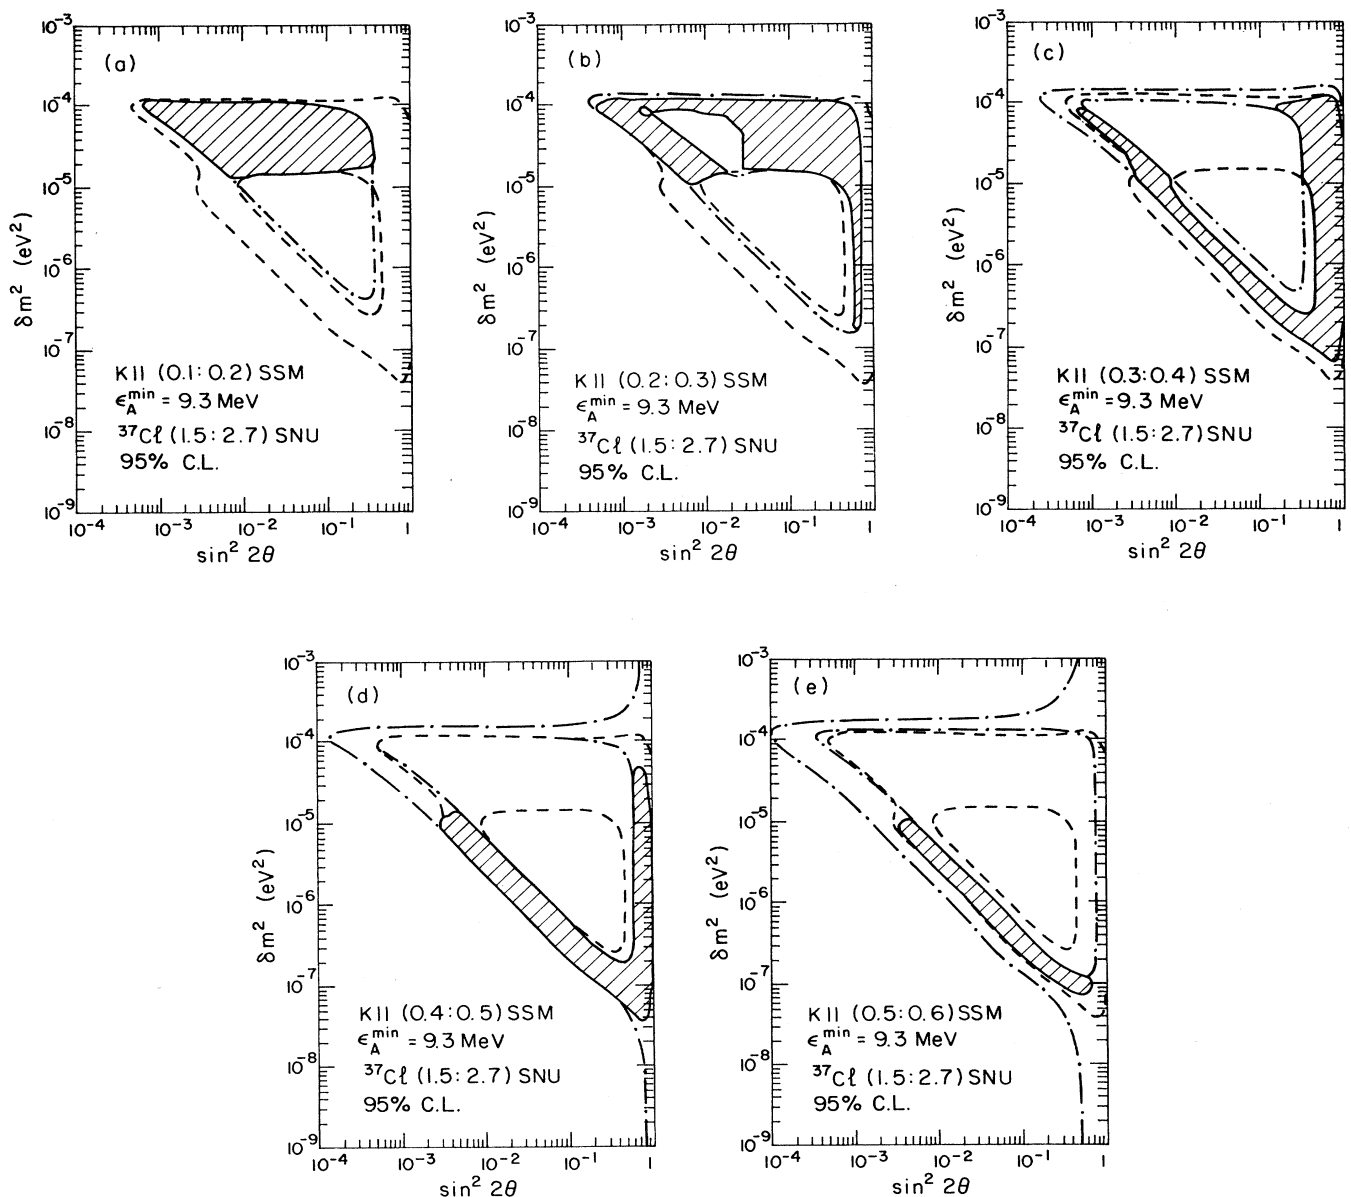 (a)
10⁻³
10⁻⁴
10⁻⁵
10⁻⁶
10⁻⁷
10⁻⁸
10⁻⁹
δm² (eV²)
KII (0.1:0.2) SSM
ϵ_A^min = 9.3 MeV
³⁷Cℓ (1.5:2.7) SNU
95% C.L.
10⁻⁴ 10⁻³ 10⁻² 10⁻¹ 1
sin² 2θ
(b)
10⁻³
10⁻⁴
10⁻⁵
10⁻⁶
10⁻⁷
10⁻⁸
10⁻⁹
δm² (eV²)
KII (0.2:0.3) SSM
ϵ_A^min = 9.3 MeV
³⁷Cℓ (1.5:2.7) SNU
95% C.L.
10⁻⁴ 10⁻³ 10⁻² 10⁻¹ 1
sin² 2θ
(c)
10⁻³
10⁻⁴
10⁻⁵
10⁻⁶
10⁻⁷
10⁻⁸
10⁻⁹
δm² (eV²)
KII (0.3:0.4) SSM
ϵ_A^min = 9.3 MeV
³⁷Cℓ (1.5:2.7) SNU
95% C.L.
10⁻⁴ 10⁻³ 10⁻² 10⁻¹ 1
sin² 2θ
(d)
10⁻³
10⁻⁴
10⁻⁵
10⁻⁶
10⁻⁷
10⁻⁸
10⁻⁹
δm² (eV²)
KII (0.4:0.5) SSM
ϵ_A^min = 9.3 MeV
³⁷Cℓ (1.5:2.7) SNU
95% C.L.
10⁻⁴ 10⁻³ 10⁻² 10⁻¹ 1
sin² 2θ
(e)
10⁻³
10⁻⁴
10⁻⁵
10⁻⁶
10⁻⁷
10⁻⁸
10⁻⁹
δm² (eV²)
KII (0.5:0.6) SSM
ϵ_A^min = 9.3 MeV
³⁷Cℓ (1.5:2.7) SNU
95% C.L.
10⁻⁴ 10⁻³ 10⁻² 10⁻¹ 1
sin² 2θ